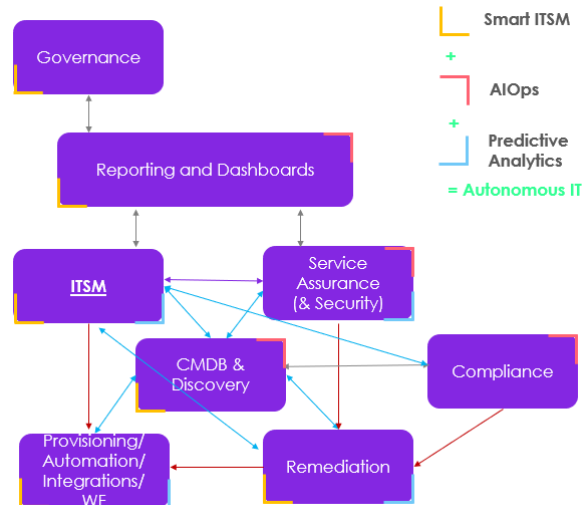 Smart ITSM
+
AIOps
+
Predictive
Analytics
= Autonomous IT
Governance
Reporting and Dashboards
ITSM
Service
Assurance
(& Security)
CMDB &
Discovery
Compliance
Provisioning/
Automation/
Integrations/
WF
Remediation